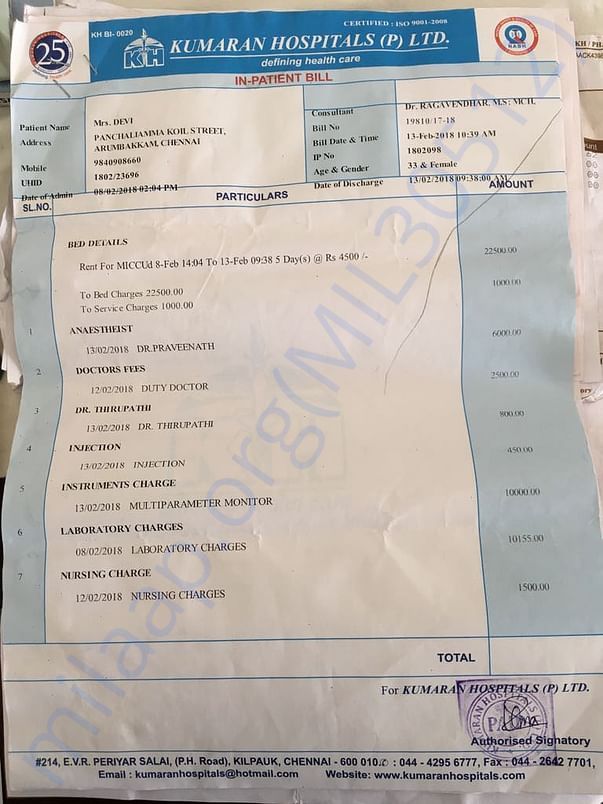 CERTIFIED : ISO 9001-2008
25
KH BI- 0020
KH
KUMARAN HOSPITALS (P) LTD.
defining health care
NABH
IN-PATIENT BILL
Patient Name Mrs. DEVI
Address PANCHALIAMMA KOIL STREET,
ARUMBAKKAM, CHENNAI
Mobile 9840908660
UHID 1802/23696
Date of Admin 08/02/2018 02:04 PM
Consultant Dr. RAGAVENDHAR, M.S; MCH,
Bill No 19810/17-18
Bill Date & Time 13-Feb-2018 10:39 AM
IP No 1802098
Age & Gender 33 & Female
Date of Discharge 13/02/2018 09:38:00 AM
SL.NO. PARTICULARS AMOUNT
BED DETAILS
Rent For MICCUd 8-Feb 14:04 To 13-Feb 09:38 5 Day(s) @ Rs 4500 /- 22500.00
To Bed Charges 22500.00 1000.00
To Service Charges 1000.00
1 ANAESTHEIST
13/02/2018 DR.PRAVEENATH 6000.00
2 DOCTORS FEES
12/02/2018 DUTY DOCTOR 2500.00
3 DR. THIRUPATHI
13/02/2018 DR. THIRUPATHI 800.00
4 INJECTION
13/02/2018 INJECTION 450.00
5 INSTRUMENTS CHARGE
13/02/2018 MULTIPARAMETER MONITOR 10000.00
6 LABORATORY CHARGES
08/02/2018 LABORATORY CHARGES 10155.00
7 NURSING CHARGE
12/02/2018 NURSING CHARGES 1500.00
TOTAL
For KUMARAN HOSPITALS (P) LTD.
Authorised Signatory
#214, E.V.R. PERIYAR SALAI, (P.H. Road), KILPAUK, CHENNAI - 600 010. ✆ : 044 - 4295 6777, Fax : 044 - 2642 7701,
Email : kumaranhospitals@hotmail.com Website: www.kumaranhospitals.com